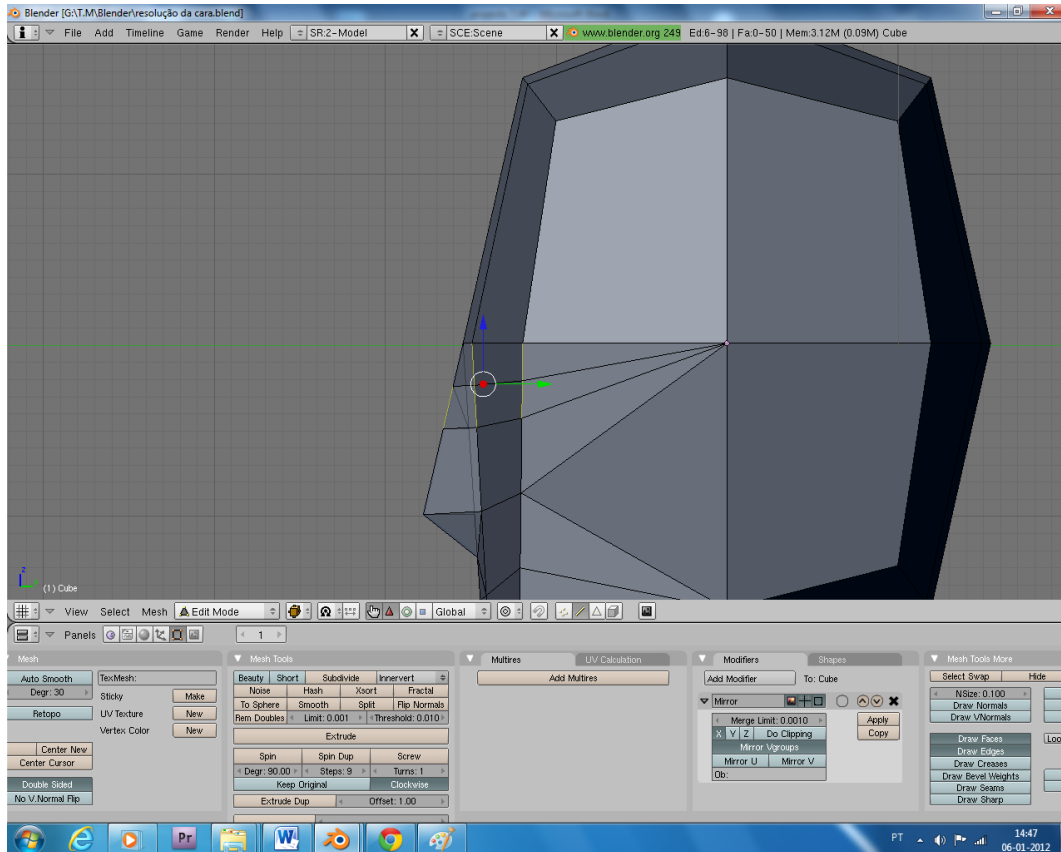 Blender [G:\T.M\Blender\resolução da cara.blend]
File Add Timeline Game Render Help SR:2-Model X SCE:Scene X www.blender.org 249 Ed:6-98 | Fa:0-50 | Mem:3.12M (0.09M) Cube
z
(1) Cube
View Select Mesh Edit Mode Global
Panels 1
Mesh
Auto Smooth
Degr: 30
Retopo
Center New
Center Cursor
Double Sided
No V.Normal Flip
TexMesh:
Sticky Make
UV Texture New
Vertex Color New
Mesh Tools
Beauty Short Subdivide Innervert
Noise Hash Xsort Fractal
To Sphere Smooth Split Flip Normals
Rem Doubles Limit: 0.001 Threshold: 0.010
Extrude
Spin Spin Dup Screw
Degr: 90.00 Steps: 9 Turns: 1
Keep Original Clockwise
Extrude Dup Offset: 1.00
Multires UV Calculation
Add Multires
Modifiers Shapes
Add Modifier To: Cube
Mirror
Merge Limit: 0.0010 Apply
X Y Z Do Clipping Copy
Mirror Vgroups
Mirror U Mirror V
Ob:
Mesh Tools More
Select Swap Hide
NSize: 0.100
Draw Normals
Draw VNormals
Draw Faces
Draw Edges
Draw Creases
Draw Bevel Weights
Draw Seams
Draw Sharp
Loo
Pr W PT 14:47
06-01-2012